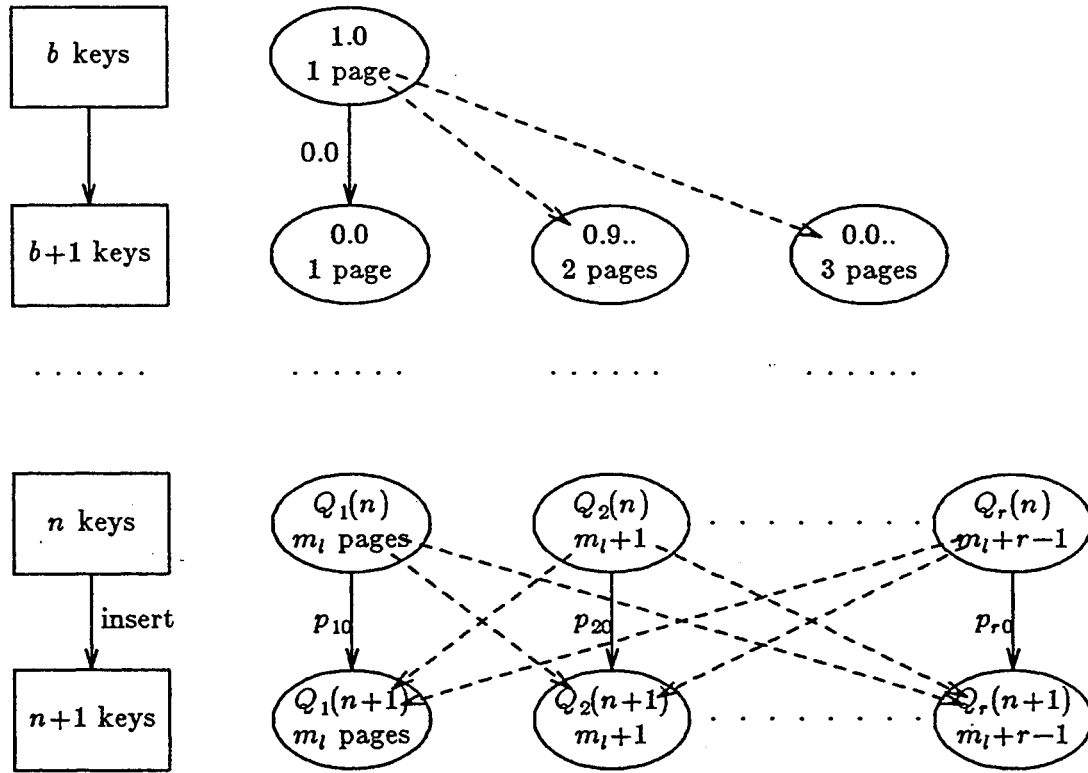 b keys
1.0
1 page
0.0
b+1 keys
0.0
1 page
0.9..
2 pages
0.0..
3 pages
. . . . . . . . . . . . . . . . . . . . . . . .
n keys
Q₁(n)
mₗ pages
Q₂(n)
mₗ+1
. . . . . . . . .
Qᵣ(n)
mₗ+r−1
insert
p₁₀
p₂₀
pᵣ₀
n+1 keys
Q₁(n+1)
mₗ pages
Q₂(n+1)
mₗ+1
. . . . . . . . .
Qᵣ(n+1)
mₗ+r−1